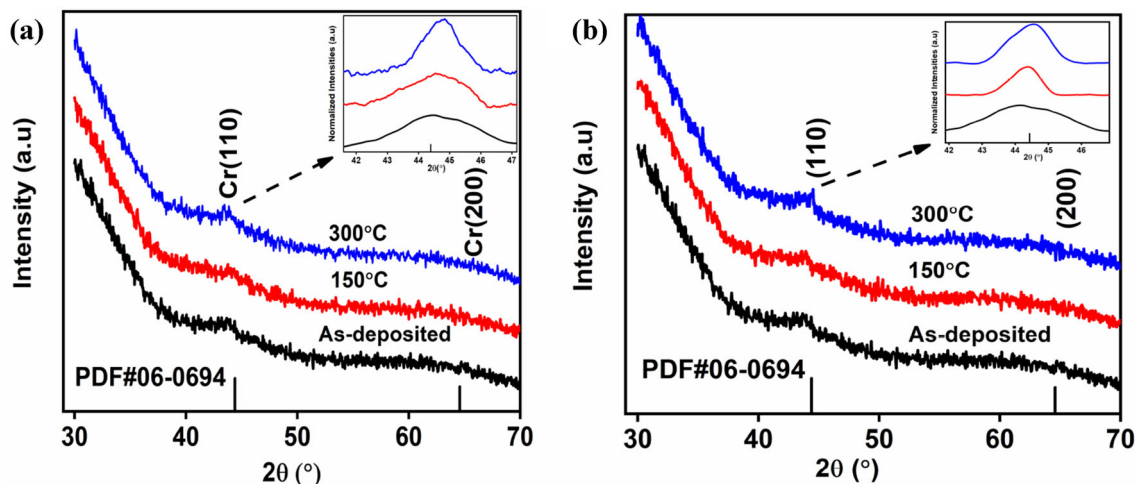 (a)
Intensity (a.u)
Cr(110)
Cr(200)
300°C
150°C
As-deposited
PDF#06-0694
30 40 50 60 70
2θ (°)
Normalized Intensities (a.u)
42 43 44 45 46 47
2θ(°)
(b)
Intensity (a.u
(110)
(200)
300°C
150°C
As-deposited
PDF#06-0694
30 40 50 60 70
2θ (°)
Normalized Intensities (a.u
42 43 44 45 46
2θ (°)